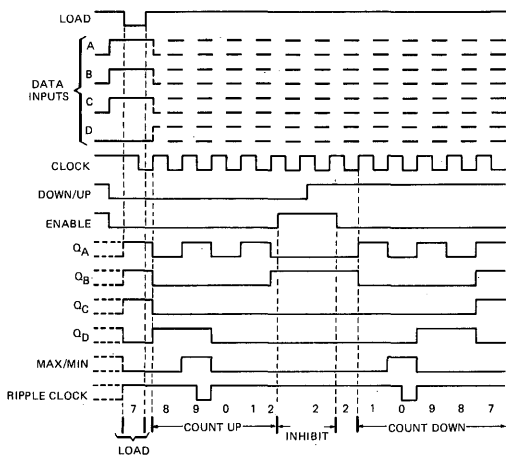 LOAD
A
B
DATA
INPUTS
C
D
CLOCK
DOWN/UP
ENABLE
QA
QB
QC
QD
MAX/MIN
RIPPLE CLOCK
7 8 9 0 1 2 2 2 1 0 9 8 7
COUNT UP
INHIBIT
COUNT DOWN
LOAD